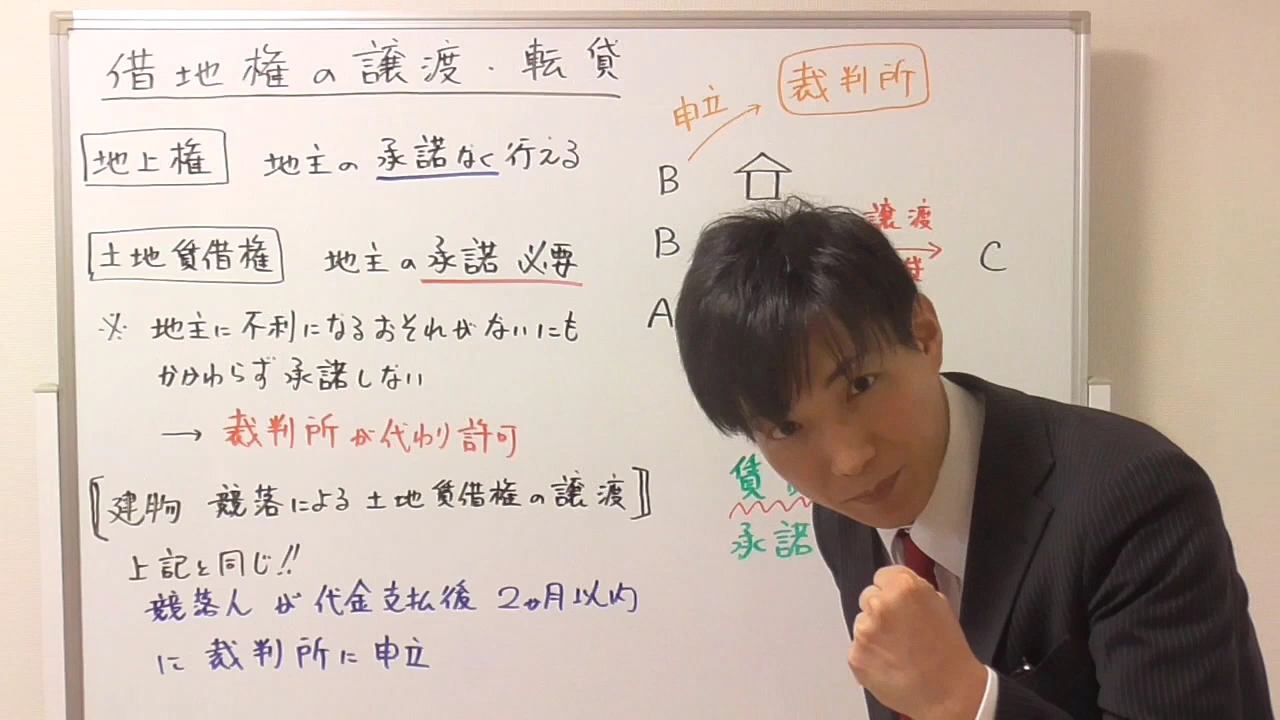 借地権の譲渡・転貸
地上権 地主の承諾なく行える
土地賃借権 地主の承諾 必要
※ 地主に不利になるおそれがないにも
かかわらず承諾しない
→ 裁判所が代わり許可
〚建物 競落による土地賃借権の譲渡〛
上記と同じ!!
競落人が代金支払後 2ヶ月以内
に裁判所に申立
裁判所
申立
B
譲渡
B
C
A
賃
承諾